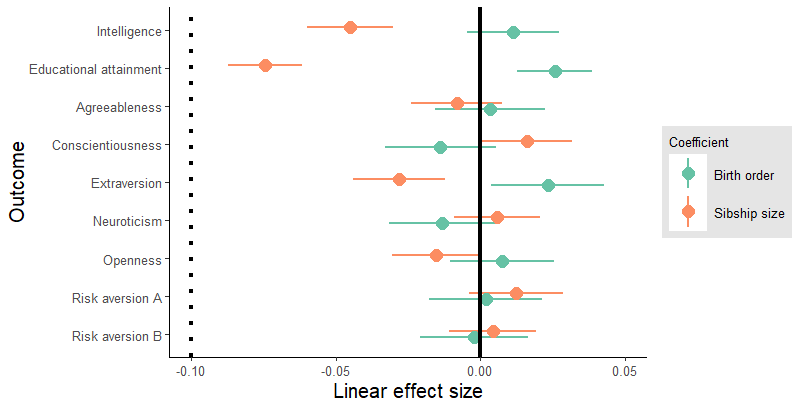 Outcome
Intelligence
Educational attainment
Agreeableness
Conscientiousness
Extraversion
Neuroticism
Openness
Risk aversion A
Risk aversion B
-0.10 -0.05 0.00 0.05
Linear effect size
Coefficient
Birth order
Sibship size